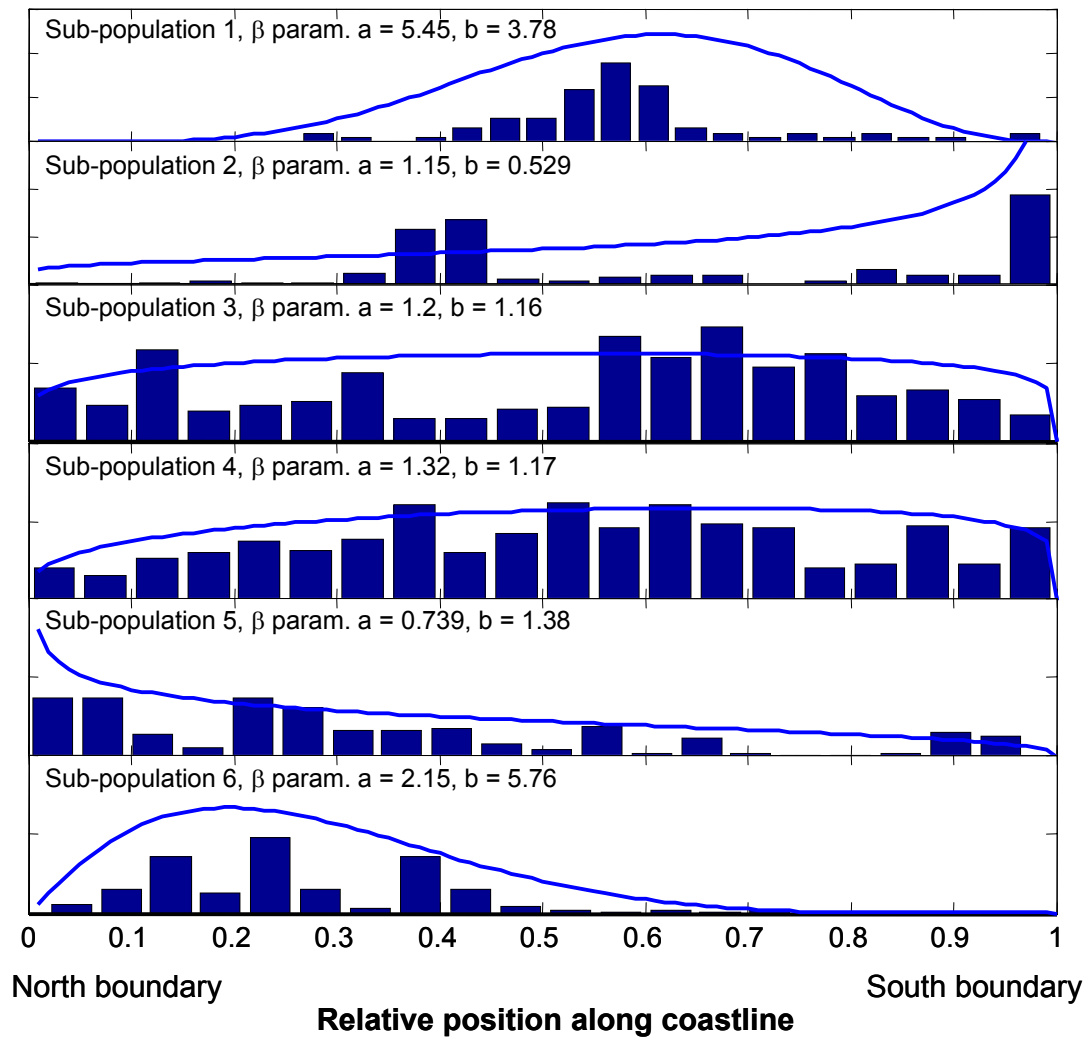 Sub-population 1, β param. a = 5.45, b = 3.78
Sub-population 2, β param. a = 1.15, b = 0.529
Sub-population 3, β param. a = 1.2, b = 1.16
Sub-population 4, β param. a = 1.32, b = 1.17
Sub-population 5, β param. a = 0.739, b = 1.38
Sub-population 6, β param. a = 2.15, b = 5.76
0 0.1 0.2 0.3 0.4 0.5 0.6 0.7 0.8 0.9 1
North boundary South boundary
Relative position along coastline